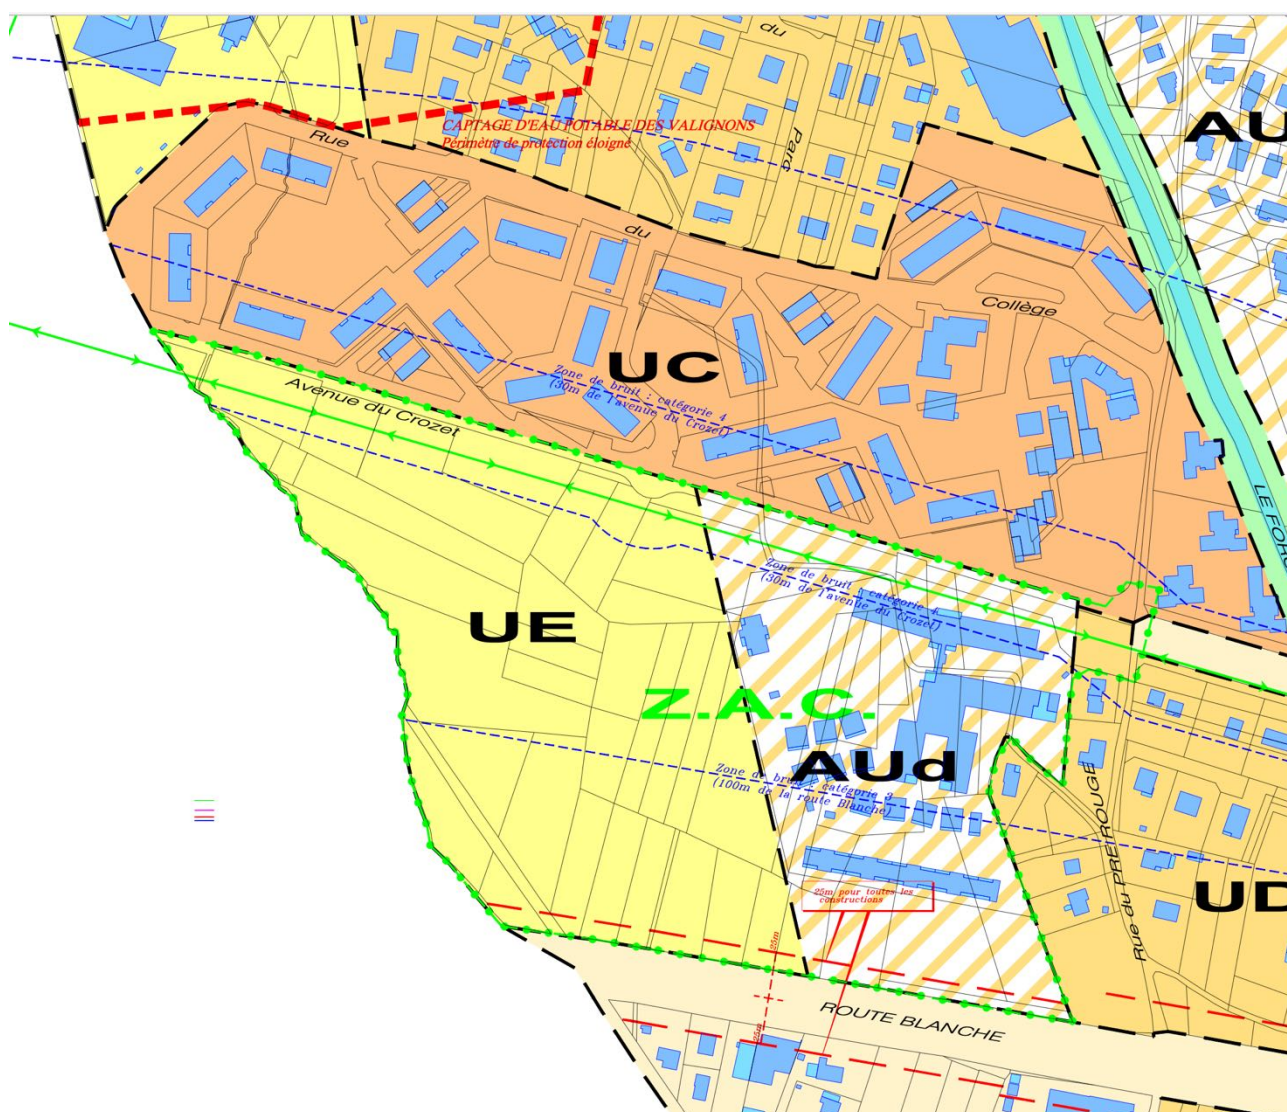 du
AU
CAPTAGE D'EAU POTABLE DES VALIGNONS
Périmètre de protection éloigné
Rue
Parc
du
Collège
UC
Zone de bruit : catégorie 4
(30m de l'avenue du Crozet)
Avenue du Crozet
LE FORON
UE
Zone de bruit : catégorie 4
(30m de l'avenue du Crozet)
Z.A.C.
AUd
Zone de bruit : catégorie 3
(100m de la route Blanche)
Rue du PRE ROUGE
UD
25m pour toutes les
constructions
25m
25m
ROUTE BLANCHE